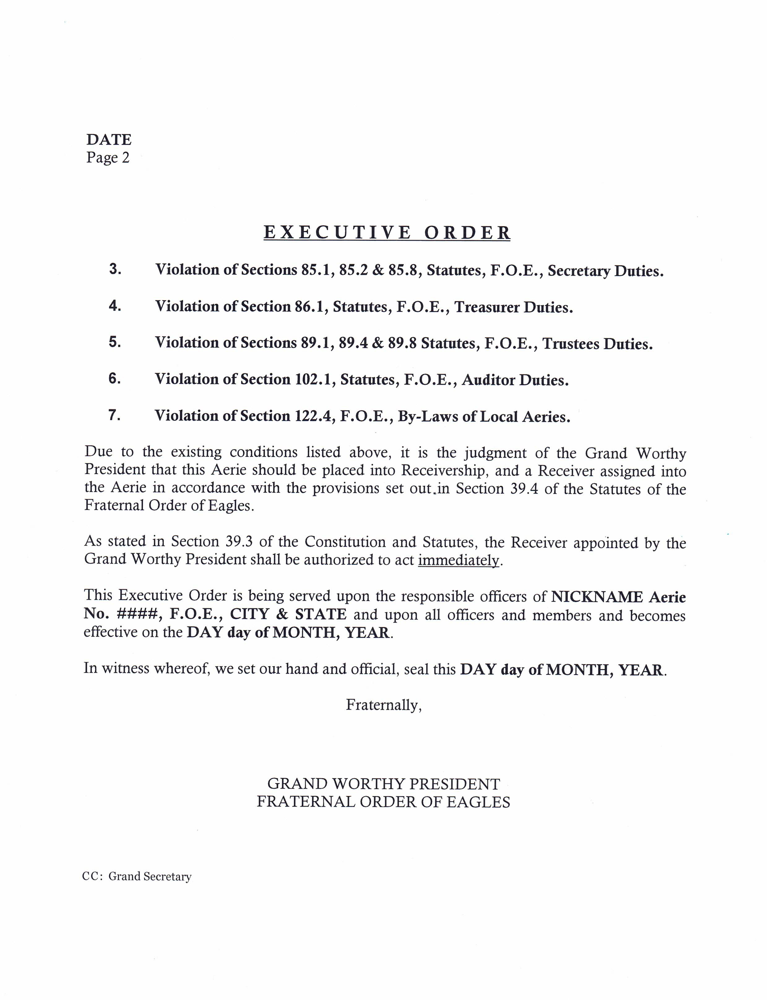 DATE
Page 2
EXECUTIVE ORDER
3. Violation of Sections 85.1, 85.2 & 85.8, Statutes, F.O.E., Secretary Duties.
4. Violation of Section 86.1, Statutes, F.O.E., Treasurer Duties.
5. Violation of Sections 89.1, 89.4 & 89.8 Statutes, F.O.E., Trustees Duties.
6. Violation of Section 102.1, Statutes, F.O.E., Auditor Duties.
7. Violation of Section 122.4, F.O.E., By-Laws of Local Aeries.
Due to the existing conditions listed above, it is the judgment of the Grand Worthy
President that this Aerie should be placed into Receivership, and a Receiver assigned into
the Aerie in accordance with the provisions set out.in Section 39.4 of the Statutes of the
Fraternal Order of Eagles.
As stated in Section 39.3 of the Constitution and Statutes, the Receiver appointed by the
Grand Worthy President shall be authorized to act immediately.
This Executive Order is being served upon the responsible officers of NICKNAME Aerie
No. ####, F.O.E., CITY & STATE and upon all officers and members and becomes
effective on the DAY day of MONTH, YEAR.
In witness whereof, we set our hand and official, seal this DAY day of MONTH, YEAR.
Fraternally,
GRAND WORTHY PRESIDENT
FRATERNAL ORDER OF EAGLES
CC: Grand Secretary